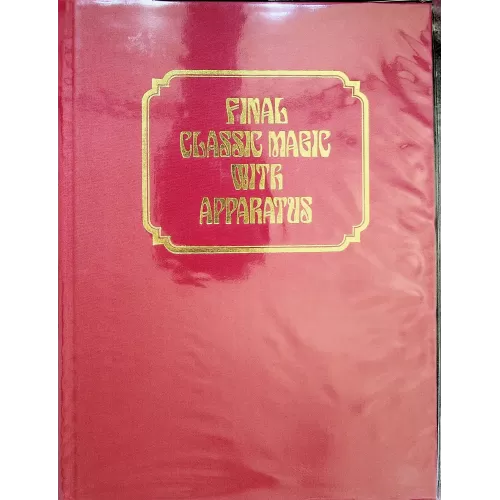 FINAL
CLASSIC MAGIC
WITH
APPARATUS